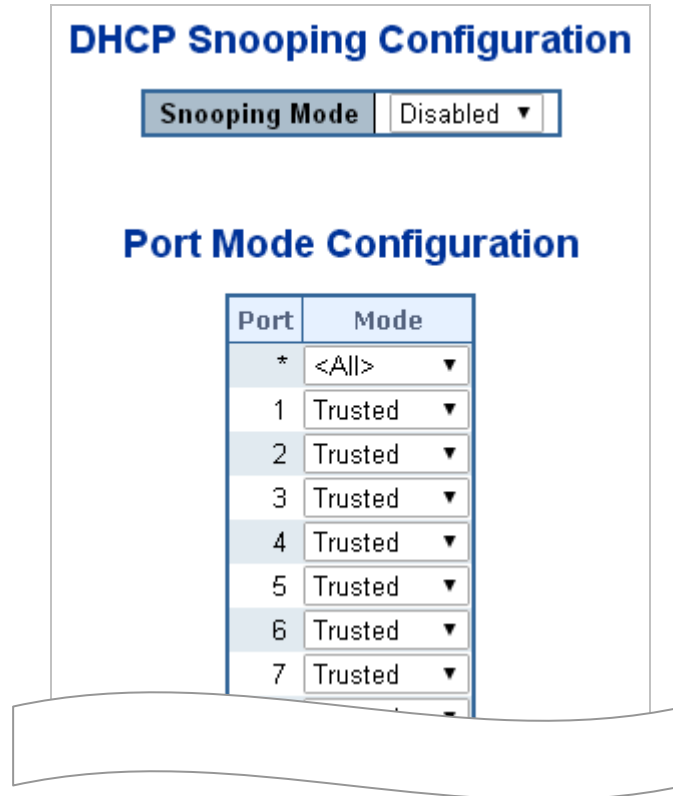 DHCP Snooping Configuration
Snooping Mode Disabled
Port Mode Configuration
Port Mode
* <All>
1 Trusted
2 Trusted
3 Trusted
4 Trusted
5 Trusted
6 Trusted
7 Trusted